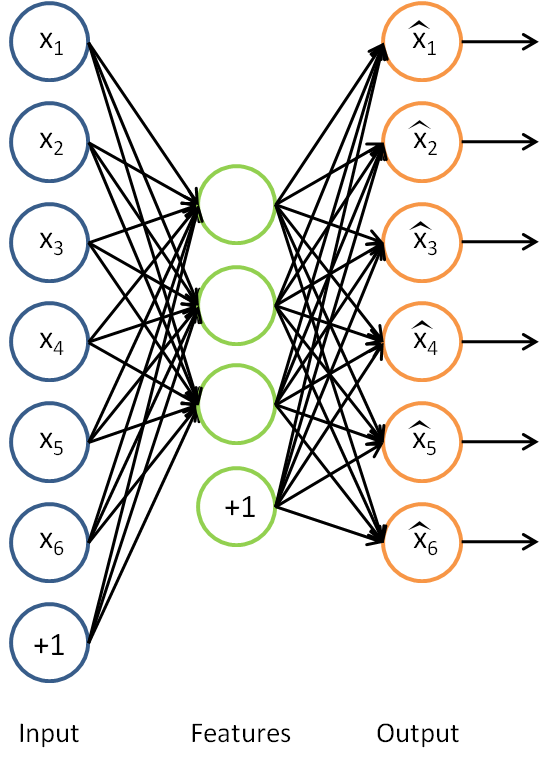 x₁
x₂
x₃
x₄
x₅
x₆
+1
+1
x̂₁
x̂₂
x̂₃
x̂₄
x̂₅
x̂₆
Input Features Output